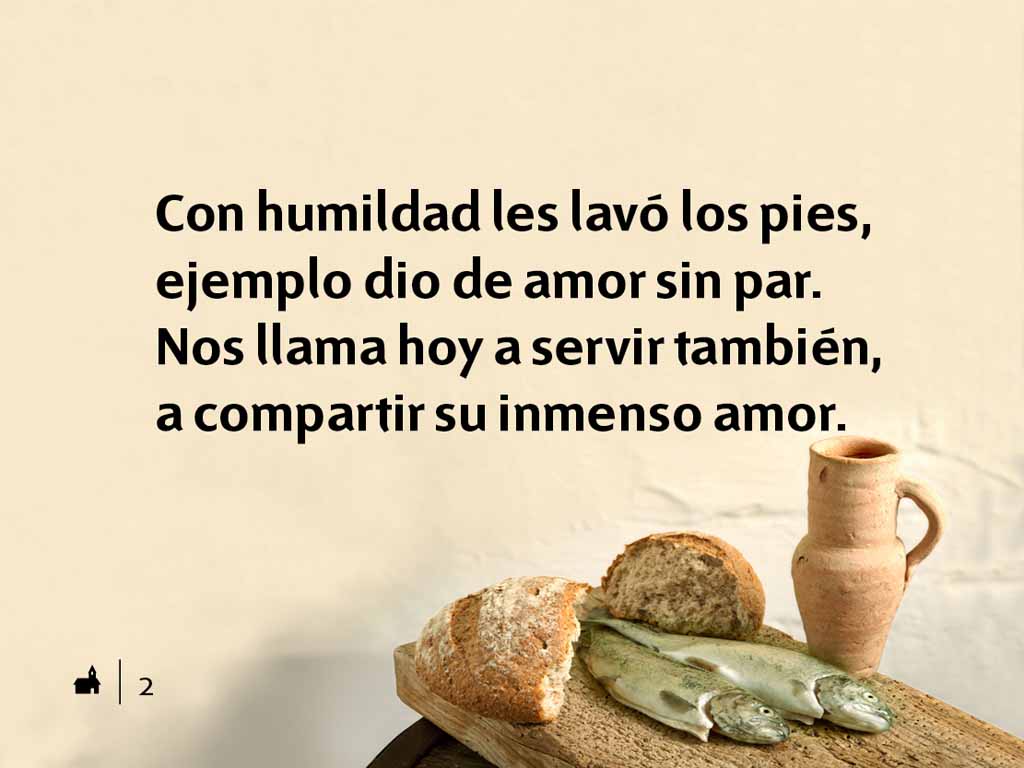 Con humildad les lavó los pies,
ejemplo dio de amor sin par.
Nos llama hoy a servir también,
a compartir su inmenso amor.
2